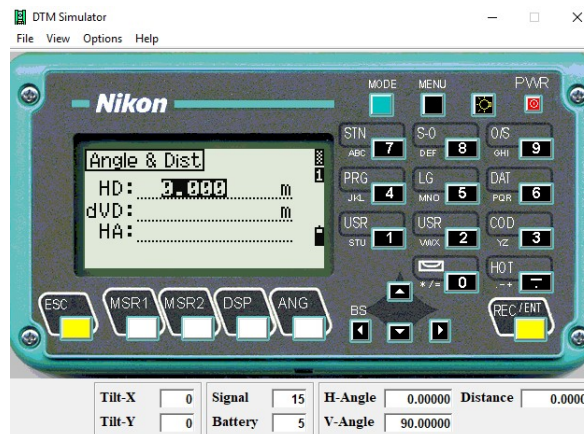 DTM Simulator
File View Options Help
MODE MENU PWR
Nikon
STN ABC 7
S-O DEF 8
O/S GHI 9
Angle & Dist
1
HD: 0.000 m
dVD: m
HA:
PRG JKL 4
LG MNO 5
DAT PQR 6
USR STU 1
USR VWX 2
COD YZ 3
*/= 0
HOT .-+
ESC MSR1 MSR2 DSP ANG
BS
REC/ENT
Tilt-X 0 Signal 15 H-Angle 0.00000 Distance 0.0000
Tilt-Y 0 Battery 5 V-Angle 90.00000